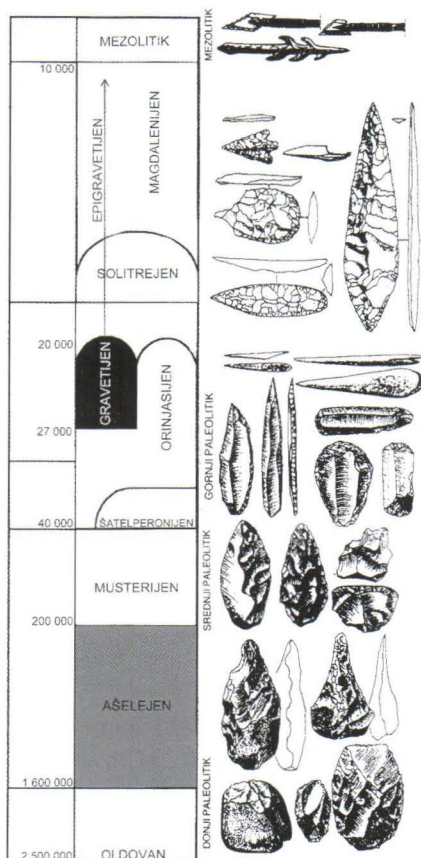 MEZOLITIK
MEZOLITIK
10 000
EPIGRAVETIJEN
MAGDALENIJEN
SOLITREJEN
20 000
GRAVETIJEN
ORINJASIJEN
27 000
GORNJI PALEOLITIK
ŠATELPERONIJEN
40 000
MUSTERIJEN
SREDNJI PALEOLITIK
200 000
AŠELEJEN
1 600 000
DONJI PALEOLITIK
2 500 000
OLDOVAN